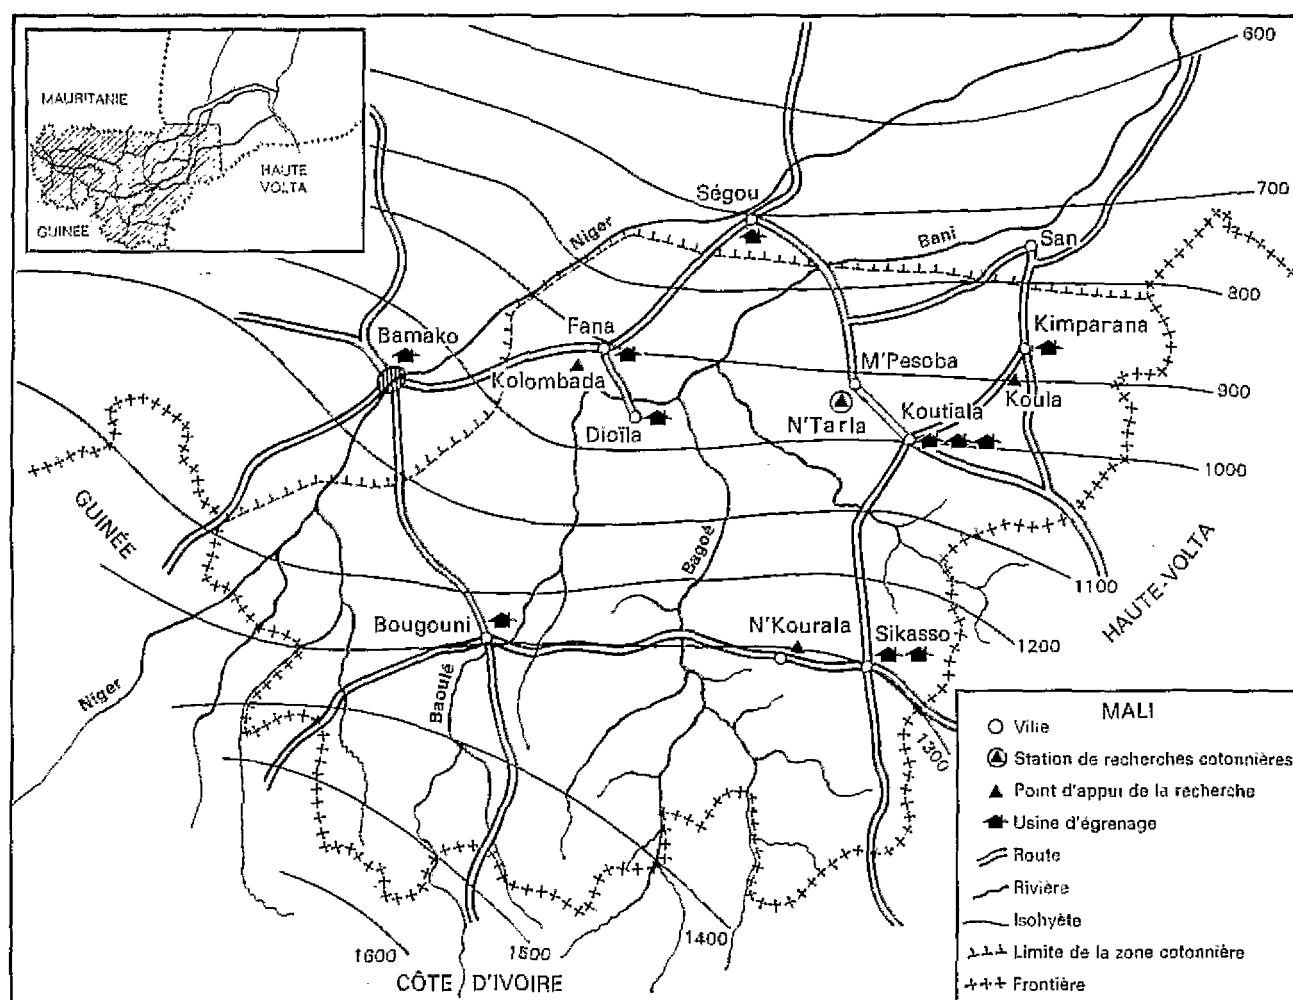 MAURITANIE
HAUTE
VOLTA
GUINÉE
600
700
Ségou
Niger
Bani
San
800
Bamako
Fana
Kimparana
Kolombada
M'Pesoba
900
Koula
N'Tarla
Koutiala
Dioïla
1000
GUINÉE
Bagoé
1100
HAUTE-VOLTA
Bougouni
N'Kourala
Sikasso
1200
Niger
Baoulé
1300
1400
1500
1600
CÔTE D'IVOIRE
MALI
Ville
Station de recherches cotonnières
Point d'appui de la recherche
Usine d'égrenage
Route
Rivière
Isohyète
Limite de la zone cotonnière
Frontière